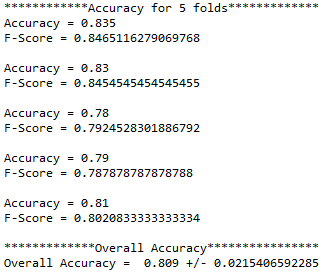 ************Accuracy for 5 folds*************
Accuracy = 0.835
F-Score = 0.8465116279069768
Accuracy = 0.83
F-Score = 0.8454545454545455
Accuracy = 0.78
F-Score = 0.7924528301886792
Accuracy = 0.79
F-Score = 0.787878787878788
Accuracy = 0.81
F-Score = 0.8020833333333334
*************Overall Accuracy****************
Overall Accuracy =  0.809 +/- 0.0215406592285